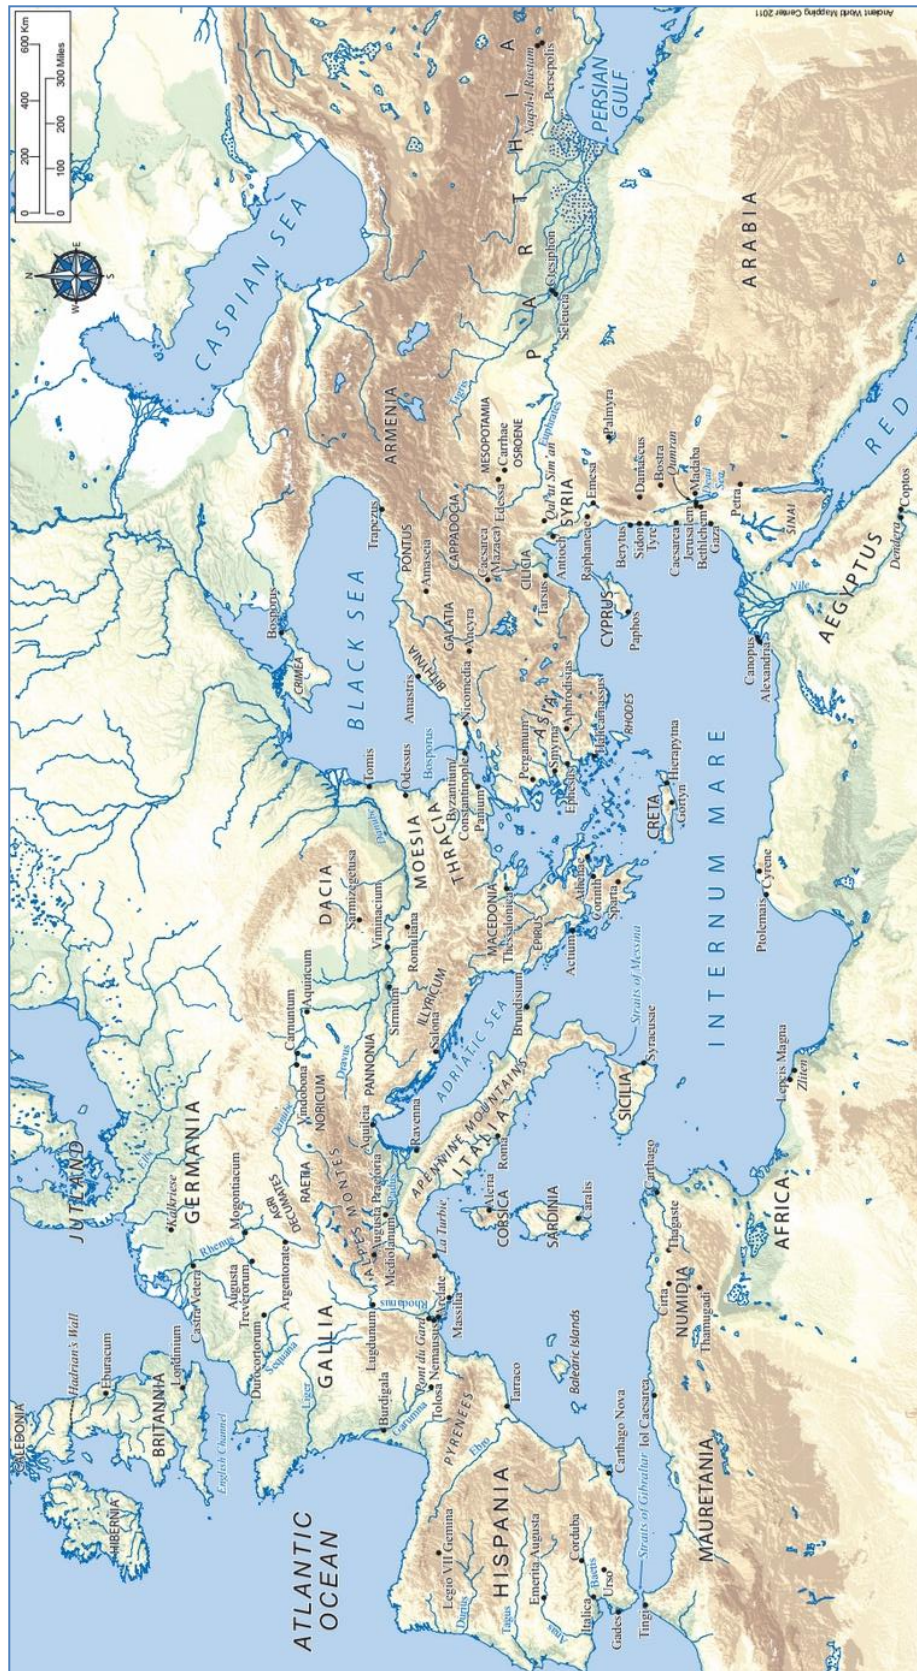 CALEDONIA
Hadrian's Wall
Eburacum
HIBERNIA
BRITANNIA
Londinium
English Channel
ATLANTIC
OCEAN
JUTLAND
Elb
GERMANIA
Kalkriese
Castra Vetera
Rhenus
Mogontiacum
AGRI
DECUMATES
Augusta
Treverorum
Argentorate
Durocortorum
Sequana
Liger
GALLIA
RAETIA
NORICUM
Danube
Vindobona
Carnuntum
Aquincum
Dravus
PANNONIA
ALPES MONTES
Augusta Praetoria
Mediolanum
Padus
Aquileia
Ravenna
Lugdunum
Rhodanus
La Turbie
Burdigala
Garumna
Pont du Gard
Nemausus
Tolosa
Arelate
Massilia
PYRENEES
Ebro
Tarraco
HISPANIA
Legio VII Gemina
Durius
Tagus
Emerita Augusta
Anas
Corduba
Baetis
Italica
Urso
Gades
Carthago Nova
Balearic Islands
Straits of Gibraltar
Tingi
Iol Caesarea
MAURETANIA
Cirta
NUMIDIA
Thamugadi
Thagaste
Carthago
AFRICA
CORSICA
Aleria
SARDINIA
Caralis
APENNINE MOUNTAINS
ITALIA
Roma
Brundisium
ADRIATIC SEA
SICILIA
Syracusae
Straits of Messina
Lepcis Magna
Zliten
ILLYRICUM
Salona
Sirmium
Viminacium
Romuliana
DACIA
Sarmizegetusa
MOESIA
THRACIA
Danube
Tomis
Odessus
MACEDONIA
Thessalonica
EPIRUS
Actium
Athenae
Corinth
Sparta
Byzantium/
Constantinople
Panium
Bosporus
CRETA
Gortyn
Hierapytna
INTERNUM MARE
Ptolemais
Cyrene
BLACK SEA
CRIMEA
Bosporus
Amastris
BITHYNIA
Nicomedia
Pergamum
Smyrna
Ephesus
ASIA
Aphrodisias
Halicarnassus
RHODES
GALATIA
Ancyra
PONTUS
Amaseia
Trapezus
CAPPADOCIA
Caesarea
(Mazaca)
CILICIA
Tarsus
CYPRUS
Paphos
ARMENIA
MESOPOTAMIA
Carrhae
OSROENE
Edessa
Tigris
Euphrates
Qal'at Sim'an
Antioch
SYRIA
Raphaneae
Emesa
Palmyra
Berytus
Sidon
Tyre
Damascus
Bostra
Qumran
Caesarea
Jerusalem
Bethlehem
Gaza
Madaba
Dead
Sea
Petra
SINAI
Canopus
Alexandria
Nile
AEGYPTUS
Dendera
Coptos
RED
ARABIA
CASPIAN SEA
PARTHIA
Ctesiphon
Seleucia
Naqsh-i Rustam
Persepolis
PERSIAN
GULF
N
E
S
W
0 200 400 600 Km
0 100 200 300 Miles
Ancient World Mapping Center 2011